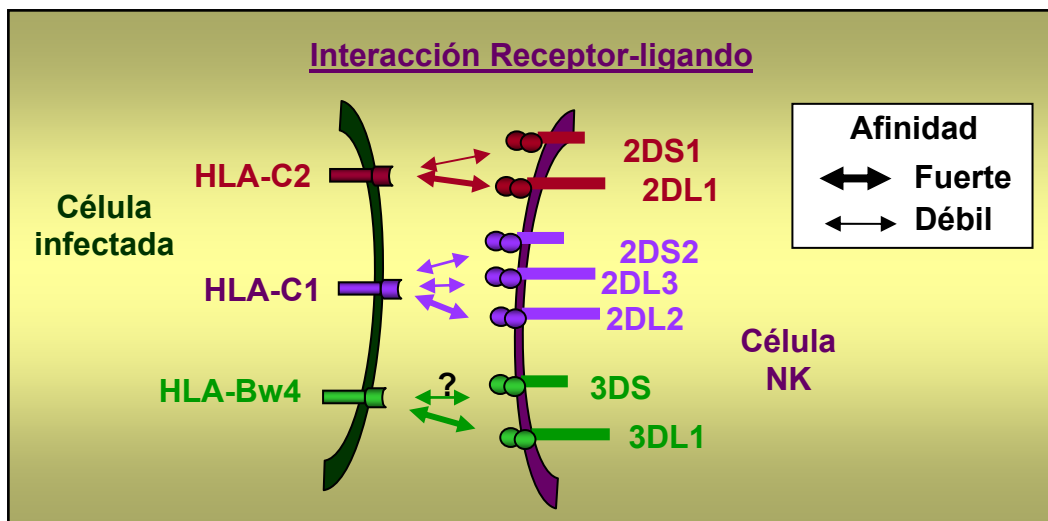 Interacción Receptor-ligando
Afinidad
Fuerte
Débil
Célula
infectada
HLA-C2
2DS1
2DL1
HLA-C1
2DS2
2DL3
2DL2
HLA-Bw4
?
3DS
3DL1
Célula
NK